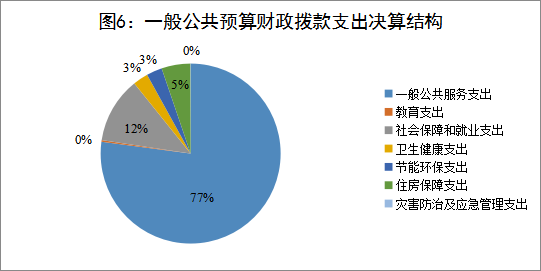 图6：一般公共预算财政拨款支出决算结构
0%
3%
3%
5%
12%
0%
77%
一般公共服务支出
教育支出
社会保障和就业支出
卫生健康支出
节能环保支出
住房保障支出
灾害防治及应急管理支出